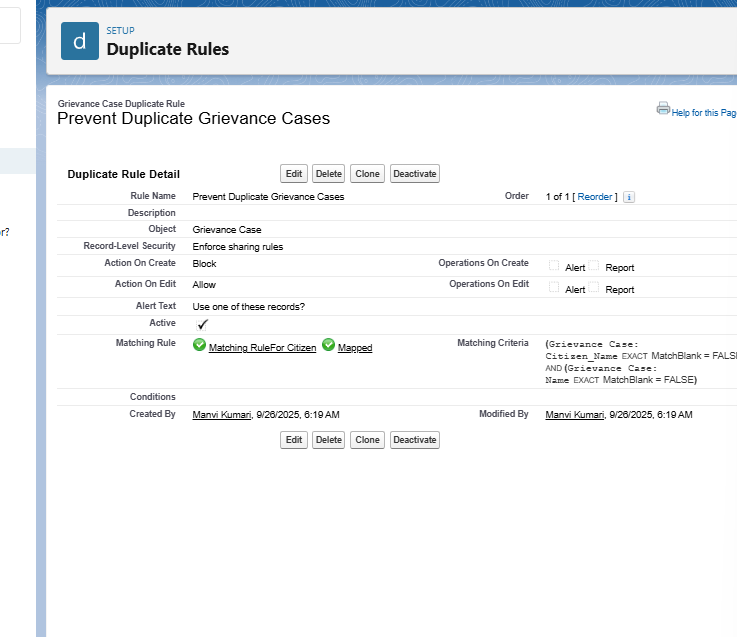 d
SETUP
Duplicate Rules
Grievance Case Duplicate Rule
Prevent Duplicate Grievance Cases
Help for this Pag
Duplicate Rule Detail
Edit Delete Clone Deactivate
Rule Name Prevent Duplicate Grievance Cases Order 1 of 1 [ Reorder ] i
Description
Object Grievance Case
Record-Level Security Enforce sharing rules
Action On Create Block Operations On Create Alert Report
Action On Edit Allow Operations On Edit Alert Report
Alert Text Use one of these records?
Active
Matching Rule Matching RuleFor Citizen Mapped Matching Criteria (Grievance Case:
Citizen_Name EXACT MatchBlank = FALS
AND (Grievance Case:
Name EXACT MatchBlank = FALSE)
Conditions
Created By Manvi Kumari, 9/26/2025, 6:19 AM Modified By Manvi Kumari, 9/26/2025, 6:19 AM
Edit Delete Clone Deactivate
r?